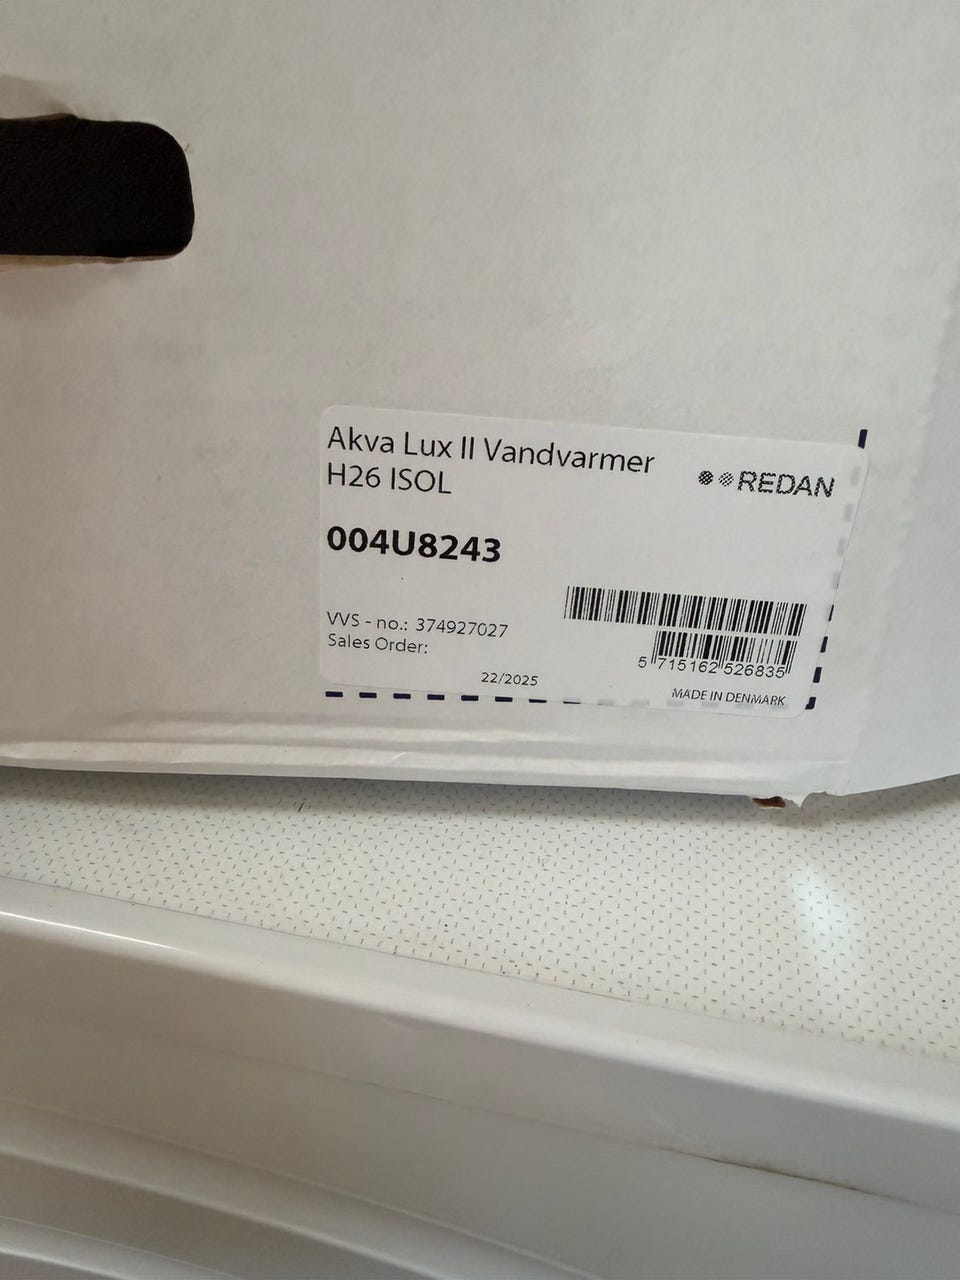 Akva Lux II Vandvarmer
H26 ISOL
REDAN
004U8243
VVS - no.: 374927027
Sales Order:
5 715162 526835
22/2025
MADE IN DENMARK